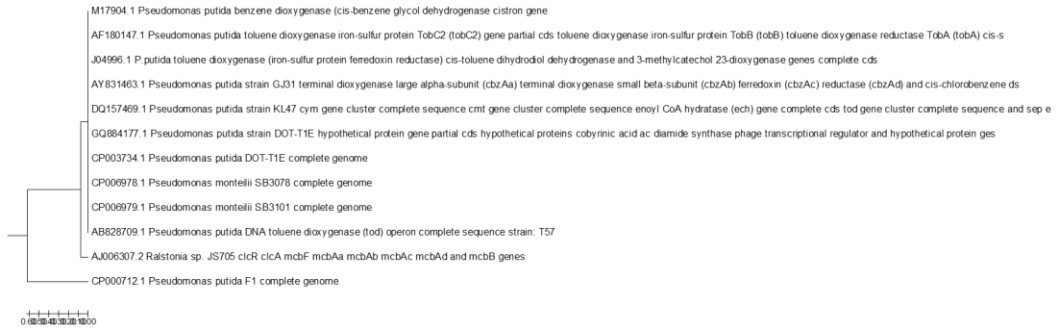 M17904.1 Pseudomonas putida benzene dioxygenase (cis-benzene glycol dehydrogenase cistron gene
AF180147.1 Pseudomonas putida toluene dioxygenase iron-sulfur protein TobC2 (tobC2) gene partial cds toluene dioxygenase iron-sulfur protein TobB (tobB) toluene dioxygenase reductase TobA (tobA) cis-s
J04996.1 P.putida toluene dioxygenase (iron-sulfur protein ferredoxin reductase) cis-toluene dihydrodiol dehydrogenase and 3-methylcatechol 23-dioxygenase genes complete cds
AY831463.1 Pseudomonas putida strain GJ31 terminal dioxygenase large alpha-subunit (cbzAa) terminal dioxygenase small beta-subunit (cbzAb) ferredoxin (cbzAc) reductase (cbzAd) and cis-chlorobenzene ds
DQ157469.1 Pseudomonas putida strain KL47 cym gene cluster complete sequence cmt gene cluster complete sequence enoyl CoA hydratase (ech) gene complete cds tod gene cluster complete sequence and sep e
GQ884177.1 Pseudomonas putida strain DOT-T1E hypothetical protein gene partial cds hypothetical proteins cobyrinic acid ac diamide synthase phage transcriptional regulator and hypothetical protein ges
CP003734.1 Pseudomonas putida DOT-T1E complete genome
CP006978.1 Pseudomonas monteilii SB3078 complete genome
CP006979.1 Pseudomonas monteilii SB3101 complete genome
AB828709.1 Pseudomonas putida DNA toluene dioxygenase (tod) operon complete sequence strain: T57
AJ006307.2 Ralstonia sp. JS705 clcR clcA mcbF mcbAa mcbAb mcbAc mcbAd and mcbB genes
CP000712.1 Pseudomonas putida F1 complete genome